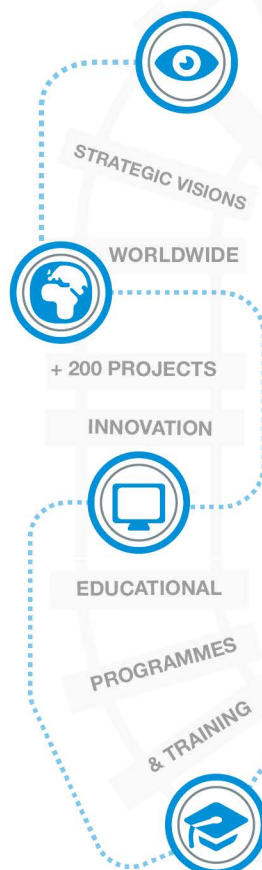 STRATEGIC VISIONS
WORLDWIDE
+ 200 PROJECTS
INNOVATION
EDUCATIONAL
PROGRAMMES
& TRAINING